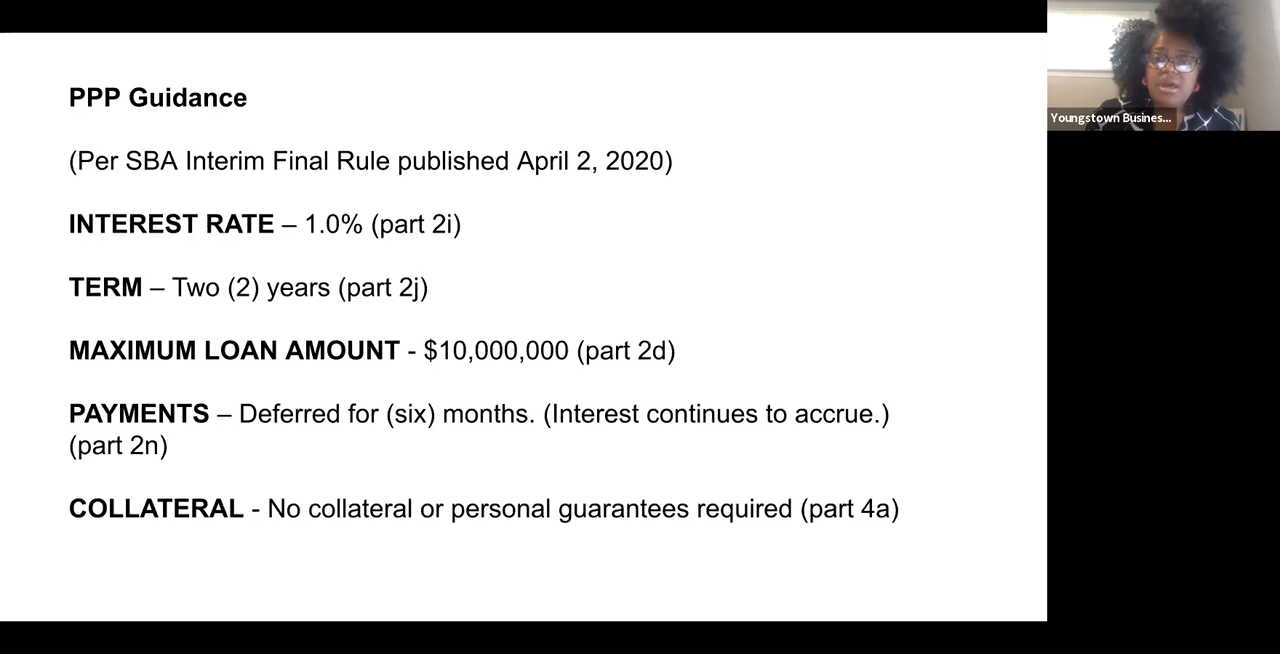 PPP Guidance
(Per SBA Interim Final Rule published April 2, 2020)
INTEREST RATE – 1.0% (part 2i)
TERM – Two (2) years (part 2j)
MAXIMUM LOAN AMOUNT - $10,000,000 (part 2d)
PAYMENTS – Deferred for (six) months. (Interest continues to accrue.)
(part 2n)
COLLATERAL - No collateral or personal guarantees required (part 4a)
Youngstown Busines...